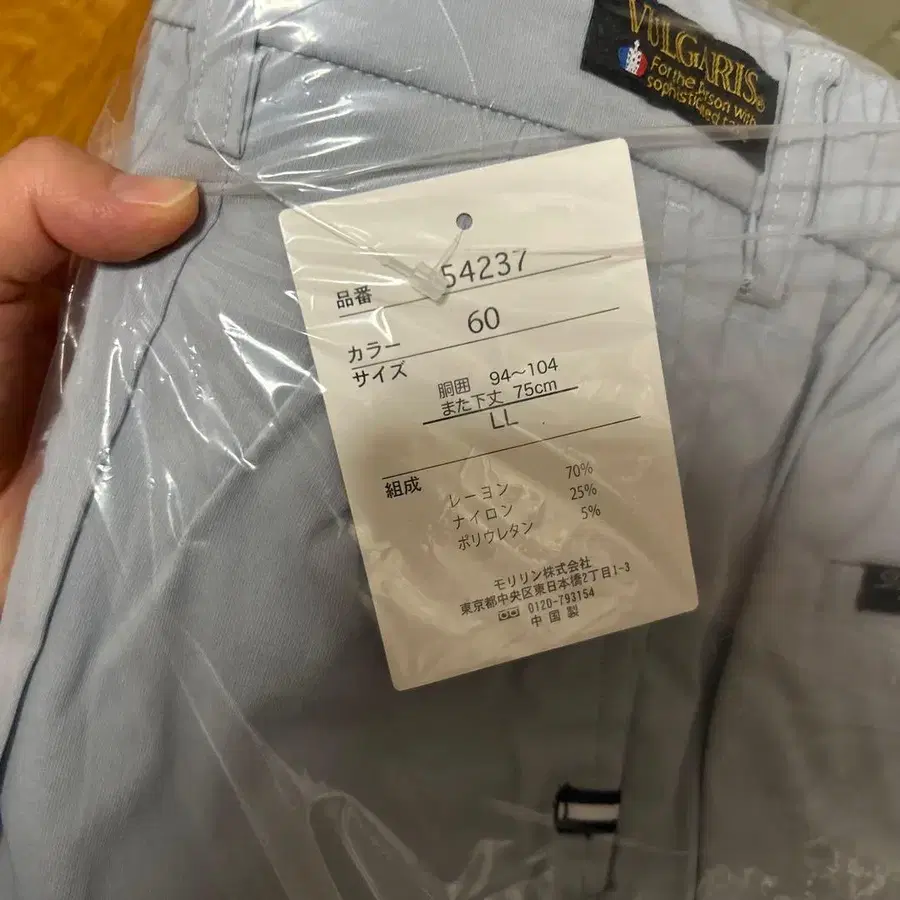 VULGARIS®
For the Person with
sophisticated
品番 54237
カラー 60
サイズ
胴囲 94～104
また下丈 75cm
LL
組成
レーヨン 70%
ナイロン 25%
ポリウレタン 5%
モリリン株式会社
東京都中央区東日本橋2丁目1-3
0120-793154
中国製